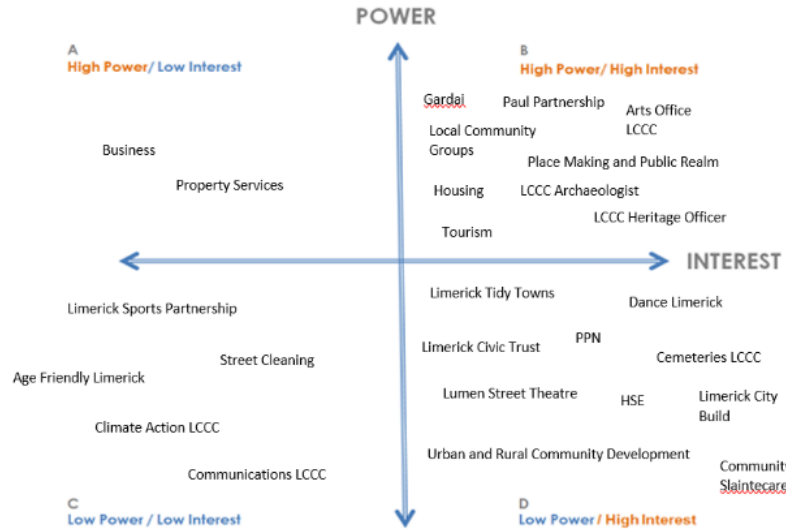 POWER
A
High Power/ Low Interest
B
High Power/ High Interest
Gardai
Paul Partnership
Arts Office
LCCC
Local Community
Groups
Business
Place Making and Public Realm
Property Services
Housing
LCCC Archaeologist
LCCC Heritage Officer
Tourism
INTEREST
Limerick Sports Partnership
Limerick Tidy Towns
Dance Limerick
Street Cleaning
Limerick Civic Trust
PPN
Cemeteries LCCC
Age Friendly Limerick
Lumen Street Theatre
HSE
Limerick City
Build
Climate Action LCCC
Urban and Rural Community Development
Communications LCCC
Community
Slaintecare
C
Low Power / Low Interest
D
Low Power / High Interest